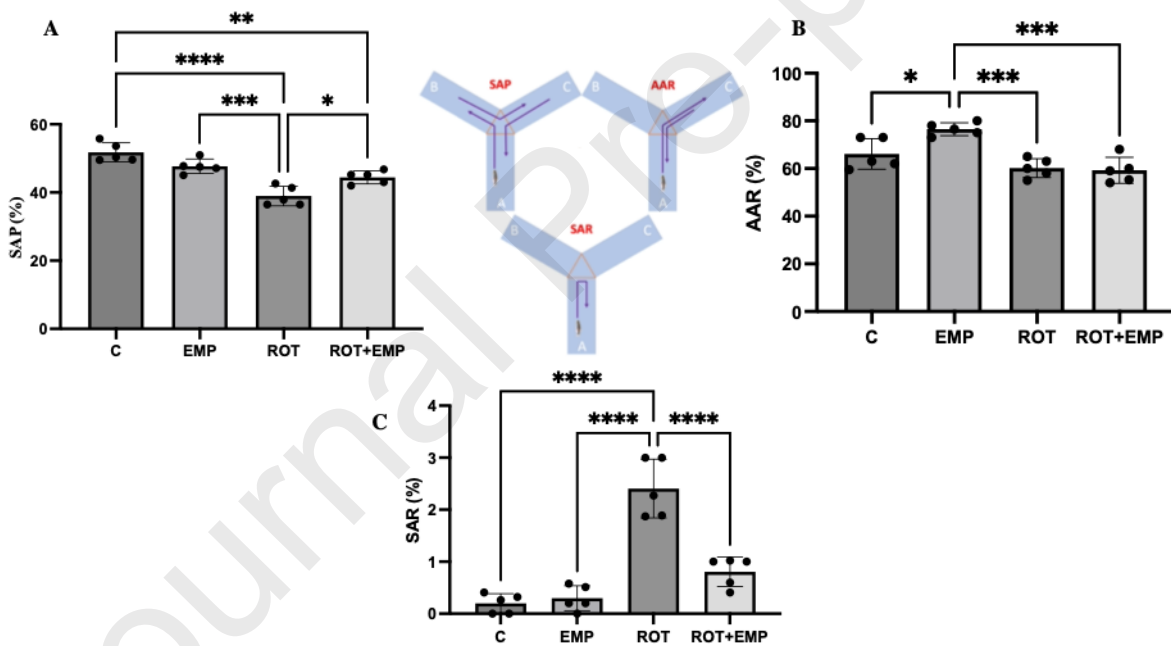 A
**
****
***
*
SAP (%)
60
40
20
0
C
EMP
ROT
ROT+EMP
SAP
B
C
A
AAR
C
A
SAR
B
C
A
B
***
*
***
AAR (%)
100
80
60
40
20
0
C
EMP
ROT
ROT+EMP
C
****
****
****
SAR (%)
4
3
2
1
0
C
EMP
ROT
ROT+EMP
Journal Pre-p